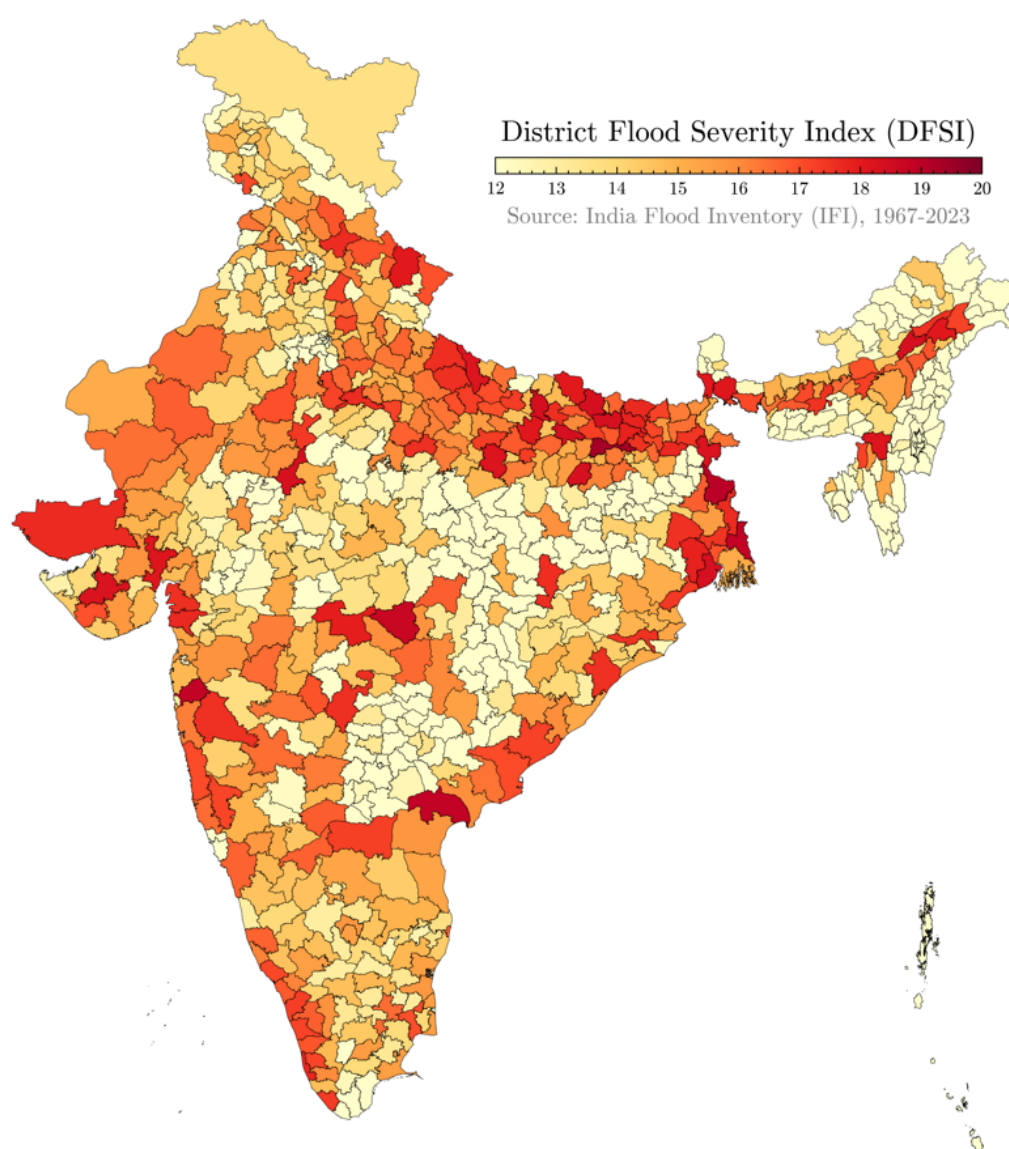 District Flood Severity Index (DFSI)
12 13 14 15 16 17 18 19 20
Source: India Flood Inventory (IFI), 1967-2023